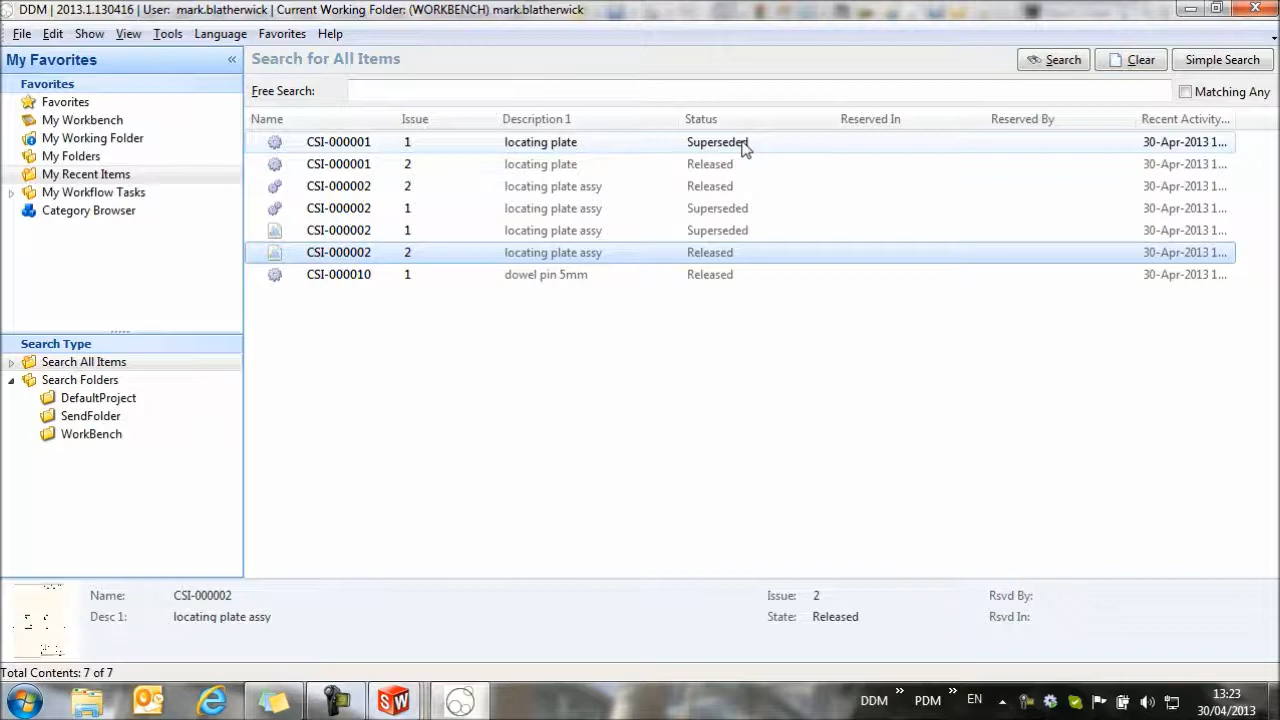 DDM | 2013.1.130416 | User: mark.blatherwick | Current Working Folder: (WORKBENCH) mark.blatherwick
File Edit Show View Tools Language Favorites Help
My Favorites «
Favorites
Favorites
My Workbench
My Working Folder
My Folders
My Recent Items
My Workflow Tasks
Category Browser
Search Type
Search All Items
Search Folders
DefaultProject
SendFolder
WorkBench
Search for All Items Search Clear Simple Search
Free Search: Matching Any
Name Issue Description 1 Status Reserved In Reserved By Recent Activity...
CSI-000001 1 locating plate Superseded 30-Apr-2013 1...
CSI-000001 2 locating plate Released 30-Apr-2013 1...
CSI-000002 2 locating plate assy Released 30-Apr-2013 1...
CSI-000002 1 locating plate assy Superseded 30-Apr-2013 1...
CSI-000002 1 locating plate assy Superseded 30-Apr-2013 1...
CSI-000002 2 locating plate assy Released 30-Apr-2013 1...
CSI-000010 1 dowel pin 5mm Released 30-Apr-2013 1...
Name: CSI-000002 Issue: 2 Rsvd By:
Desc 1: locating plate assy State: Released Rsvd In:
Total Contents: 7 of 7
SW DDM » PDM » EN 13:23
30/04/2013